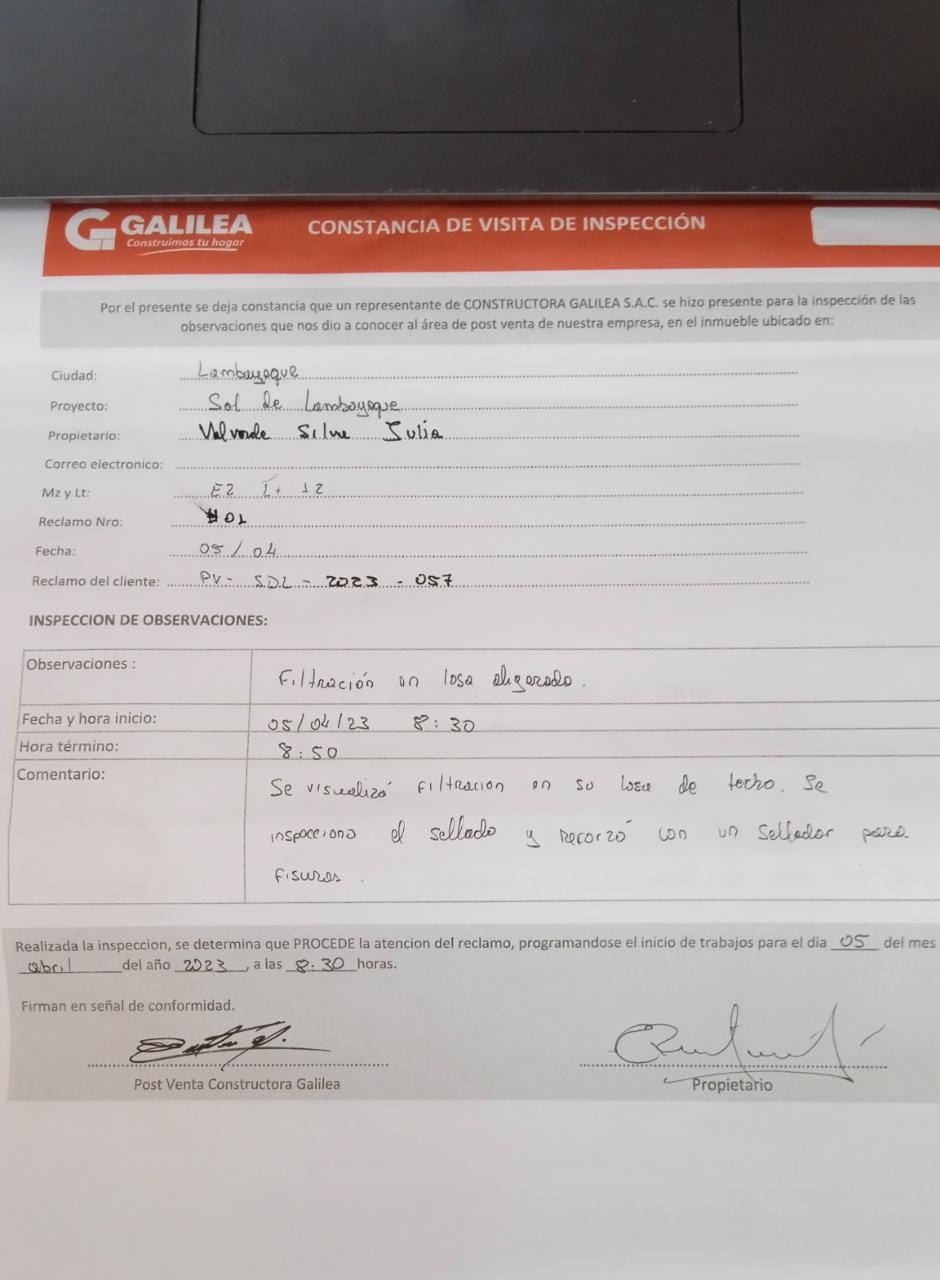 GALILEA
Construimos tu hogar
CONSTANCIA DE VISITA DE INSPECCIÓN
Por el presente se deja constancia que un representante de CONSTRUCTORA GALILEA S.A.C. se hizo presente para la inspección de las
observaciones que nos dio a conocer al área de post venta de nuestra empresa, en el inmueble ubicado en:
Ciudad: Lambayeque
Proyecto: Sol de Lambayeque
Propietario: Valverde Silva Julia
Correo electronico:
Mz y Lt: E2 Lt 12
Reclamo Nro: #01
Fecha: 05/04
Reclamo del cliente: PV- SDL - 2023 - 057
INSPECCION DE OBSERVACIONES:
Observaciones : Filtración en losa aligerada.
Fecha y hora inicio: 05/04/23 8:30
Hora término: 8:50
Comentario: Se visualizó filtracion en su losa de techo. Se
inspecciono el sellado y reforzó con un sellador para
fisuras.
Realizada la inspeccion, se determina que PROCEDE la atencion del reclamo, programandose el inicio de trabajos para el día 05 del mes
abril del año 2023, a las 8:30 horas.
Firman en señal de conformidad.
Post Venta Constructora Galilea
Propietario